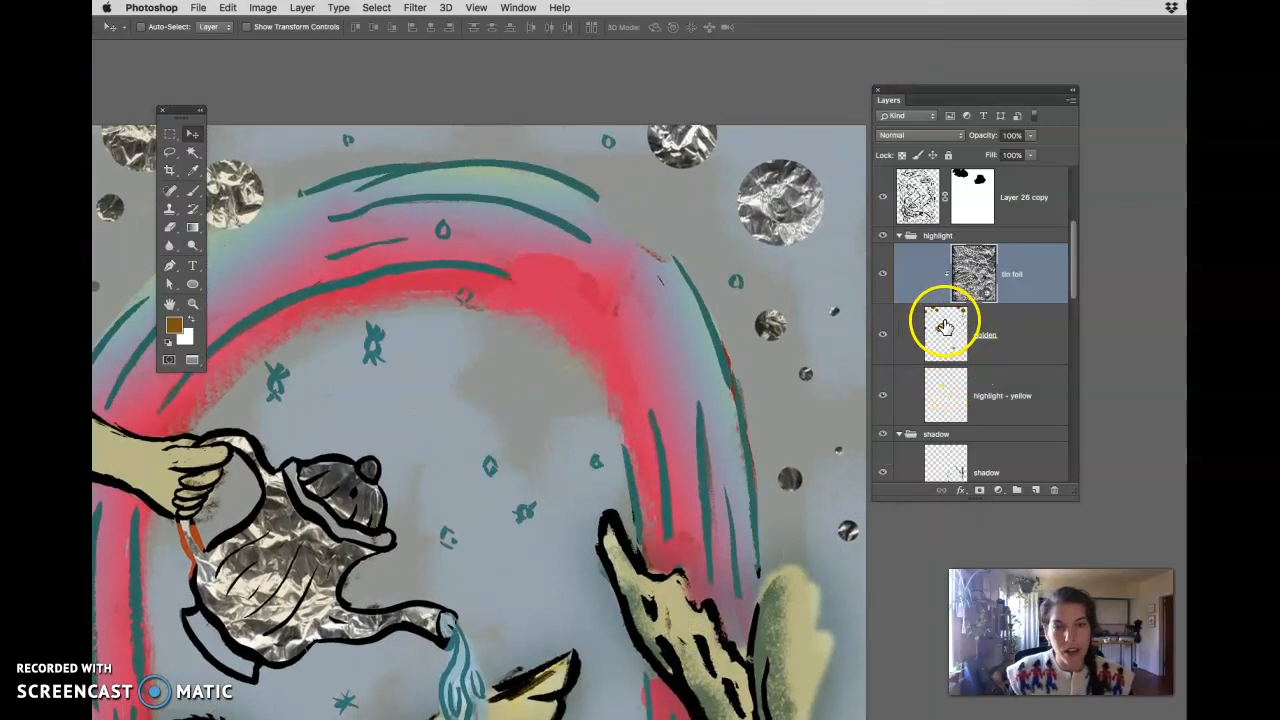 Photoshop File Edit Image Layer Type Select Filter 3D View Window Help
Auto-Select: Layer Show Transform Controls 3D Mode:
Layers
Kind
Normal Opacity: 100%
Lock: Fill: 100%
Layer 26 copy
highlight
tin foil
highlight - yellow
shadow
shadow
RECORDED WITH
SCREENCAST MATIC